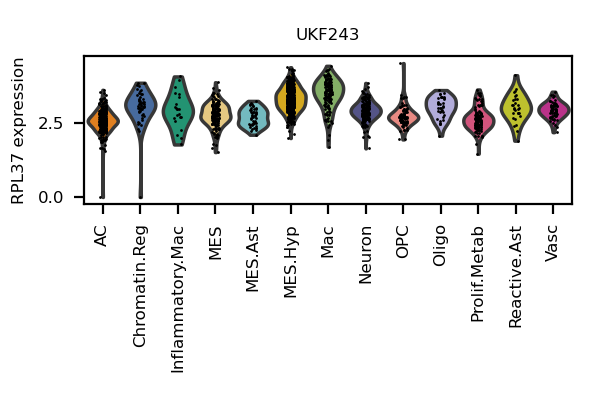 UKF243
RPL37 expression
2.5
0.0
AC
Chromatin.Reg
Inflammatory.Mac
MES
MES.Ast
MES.Hyp
Mac
Neuron
OPC
Oligo
Prolif.Metab
Reactive.Ast
Vasc